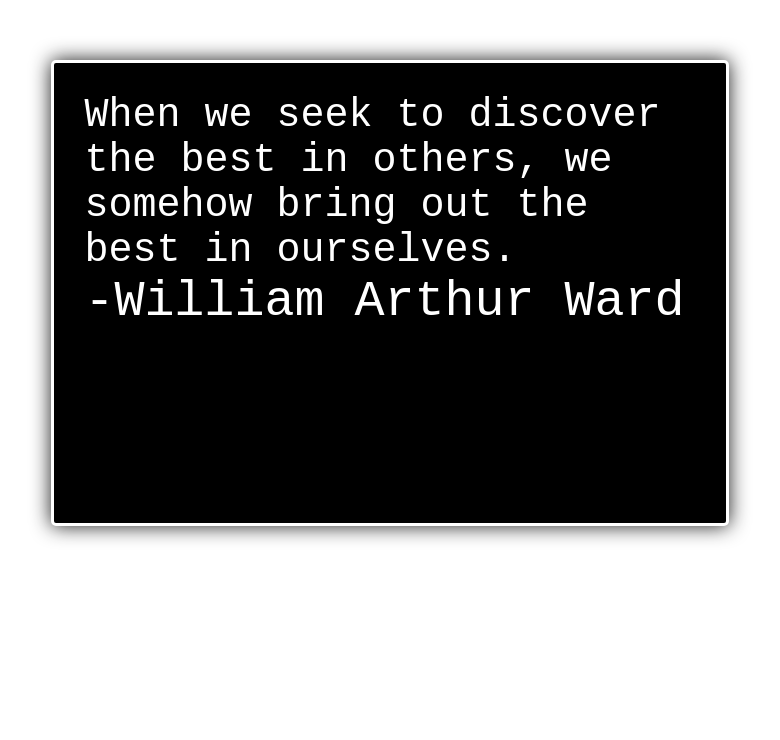 When we seek to discover
the best in others, we
somehow bring out the
best in ourselves.
-William Arthur Ward